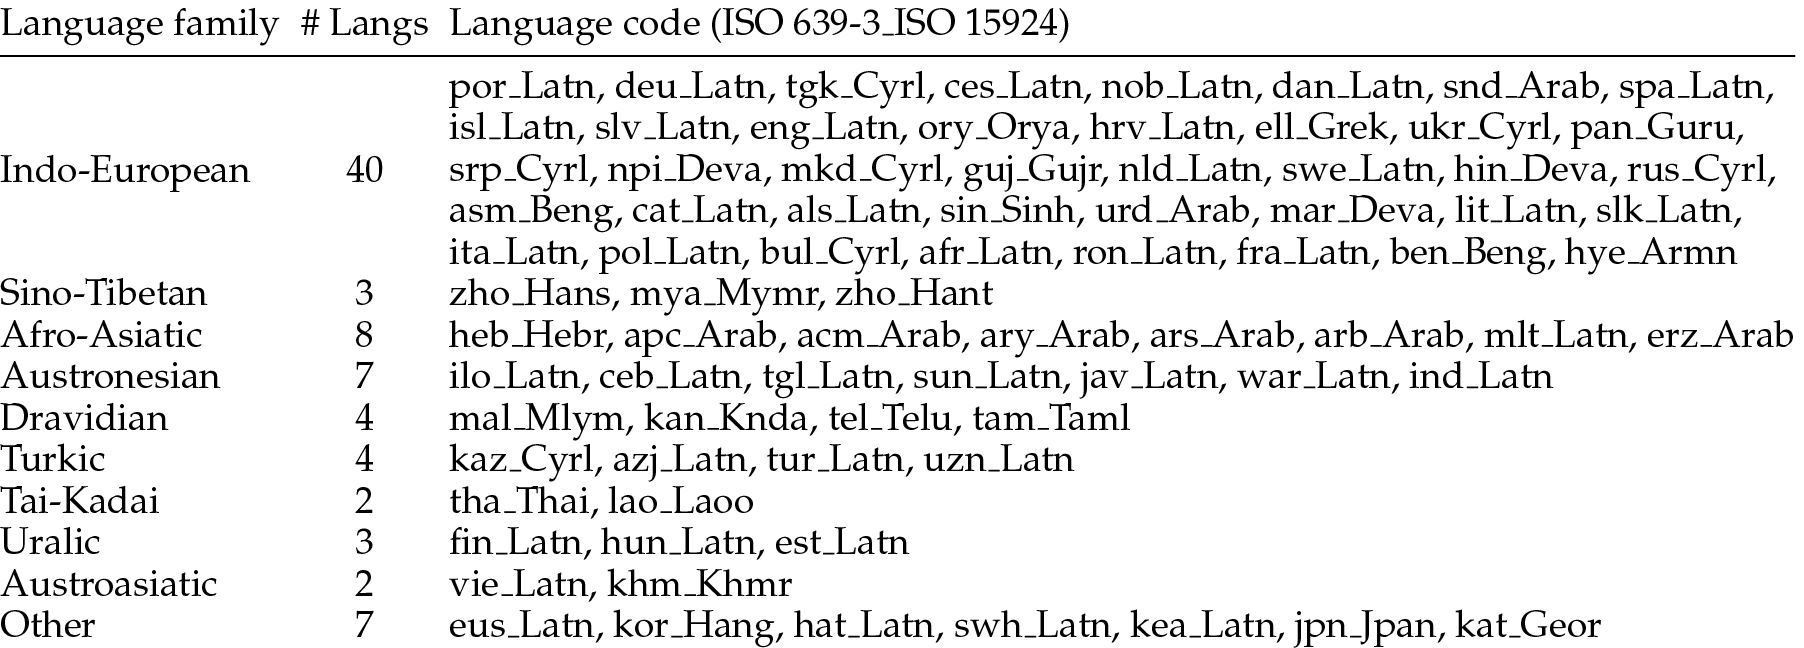 Language family # Langs Language code (ISO 639-3_ISO 15924)
por_Latn, deu_Latn, tgk_Cyrl, ces_Latn, nob_Latn, dan_Latn, snd_Arab, spa_Latn,
isl_Latn, slv_Latn, eng_Latn, ory_Orya, hrv_Latn, ell_Grek, ukr_Cyrl, pan_Guru,
Indo-European 40 srp_Cyrl, npi_Deva, mkd_Cyrl, guj_Gujr, nld_Latn, swe_Latn, hin_Deva, rus_Cyrl,
asm_Beng, cat_Latn, als_Latn, sin_Sinh, urd_Arab, mar_Deva, lit_Latn, slk_Latn,
ita_Latn, pol_Latn, bul_Cyrl, afr_Latn, ron_Latn, fra_Latn, ben_Beng, hye_Armn
Sino-Tibetan 3 zho_Hans, mya_Mymr, zho_Hant
Afro-Asiatic 8 heb_Hebr, apc_Arab, acm_Arab, ary_Arab, ars_Arab, arb_Arab, mlt_Latn, erz_Arab
Austronesian 7 ilo_Latn, ceb_Latn, tgl_Latn, sun_Latn, jav_Latn, war_Latn, ind_Latn
Dravidian 4 mal_Mlym, kan_Knda, tel_Telu, tam_Taml
Turkic 4 kaz_Cyrl, azj_Latn, tur_Latn, uzn_Latn
Tai-Kadai 2 tha_Thai, lao_Laoo
Uralic 3 fin_Latn, hun_Latn, est_Latn
Austroasiatic 2 vie_Latn, khm_Khmr
Other 7 eus_Latn, kor_Hang, hat_Latn, swh_Latn, kea_Latn, jpn_Jpan, kat_Geor